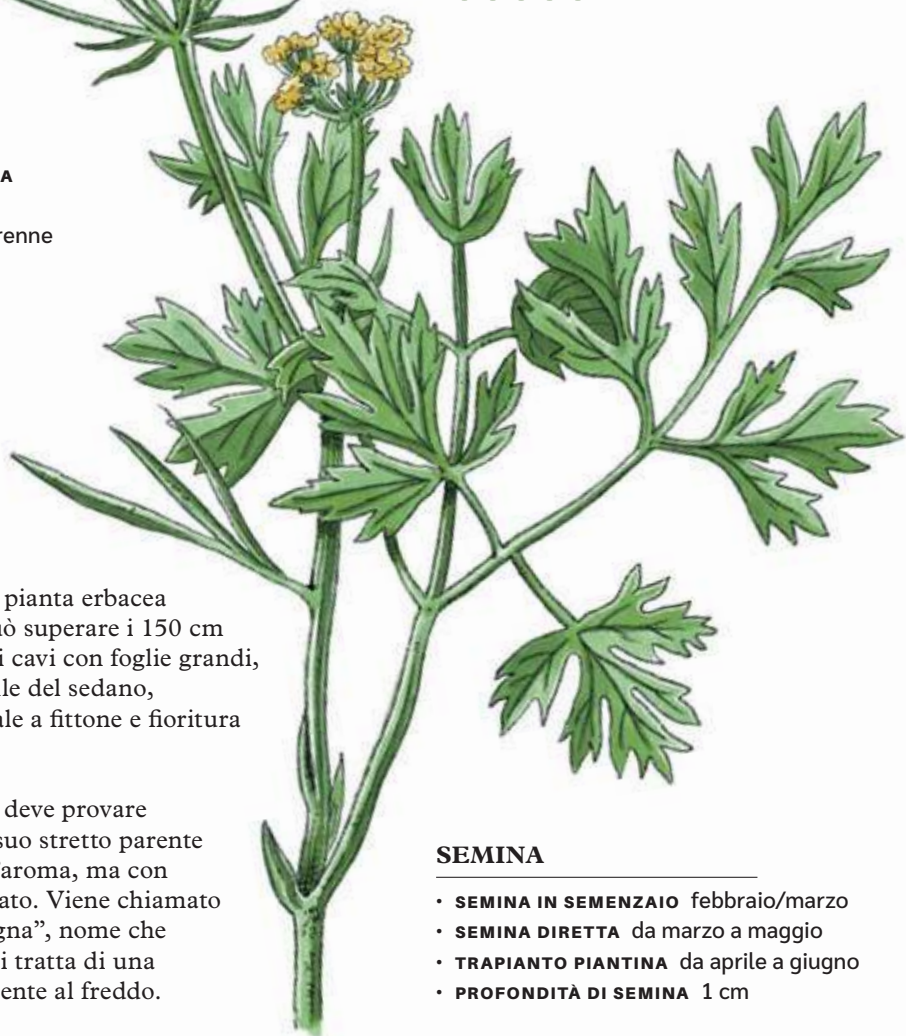 A
renne
pianta erbacea
uò superare i 150 cm
i cavi con foglie grandi,
le del sedano,
ale a fittone e fioritura
deve provare
suo stretto parente
aroma, ma con
ato. Viene chiamato
gna”, nome che
i tratta di una
ente al freddo.
SEMINA
• SEMINA IN SEMENZAIO febbraio/marzo
• SEMINA DIRETTA da marzo a maggio
• TRAPIANTO PIANTINA da aprile a giugno
• PROFONDITÀ DI SEMINA 1 cm